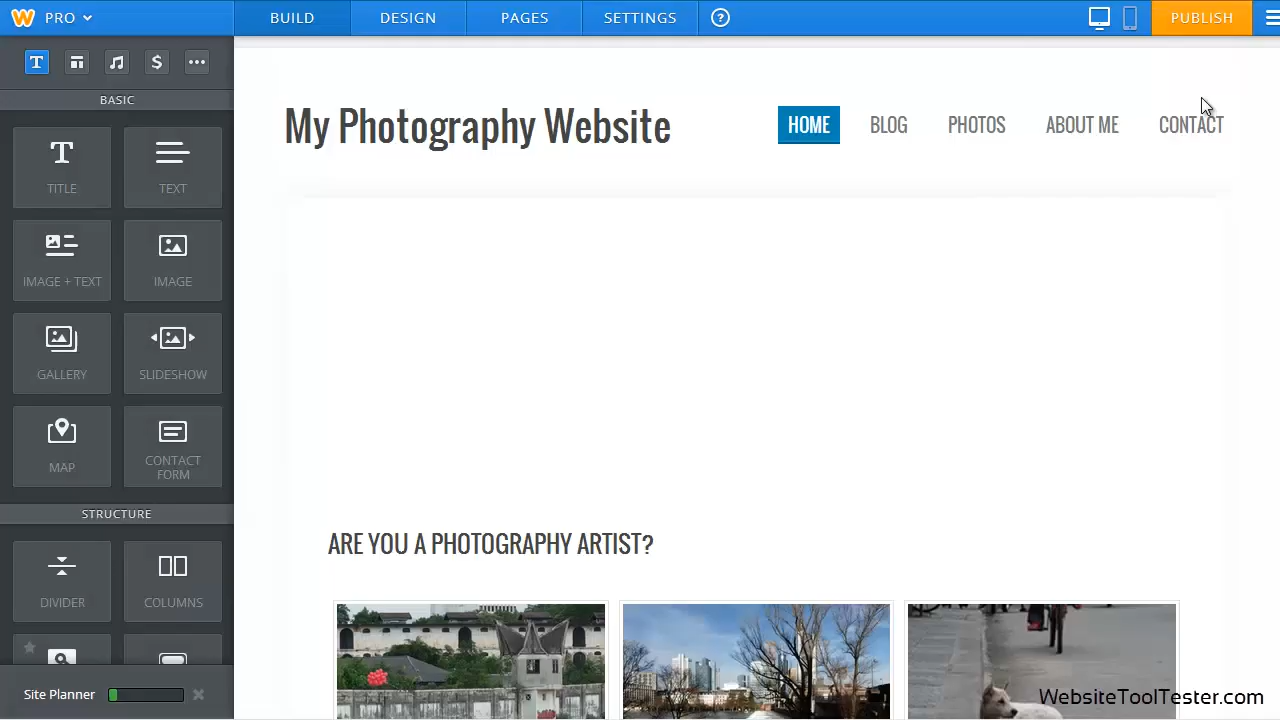 PRO
BUILD
DESIGN
PAGES
SETTINGS
?
PUBLISH
T
$
BASIC
T
TITLE
TEXT
IMAGE + TEXT
IMAGE
GALLERY
SLIDESHOW
MAP
CONTACT
FORM
STRUCTURE
DIVIDER
COLUMNS
Site Planner
My Photography Website
HOME
BLOG
PHOTOS
ABOUT ME
CONTACT
ARE YOU A PHOTOGRAPHY ARTIST?
WebsiteToolTester.com